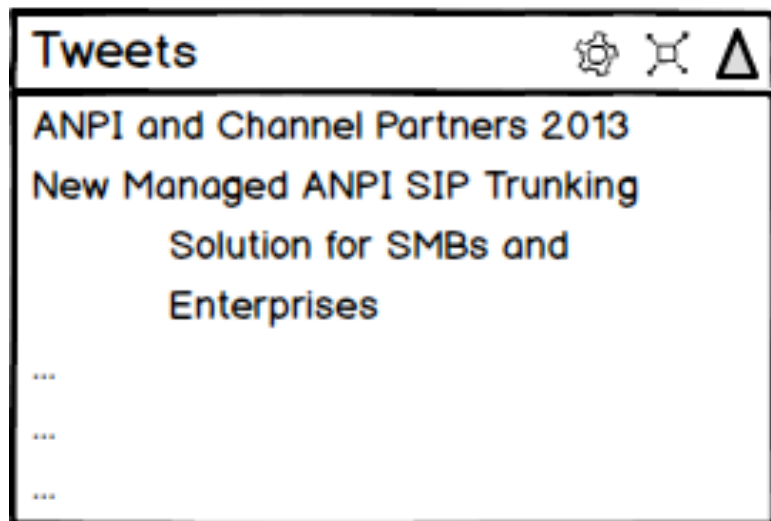 Tweets
ANPI and Channel Partners 2013
New Managed ANPI SIP Trunking
Solution for SMBs and
Enterprises
...
...
...